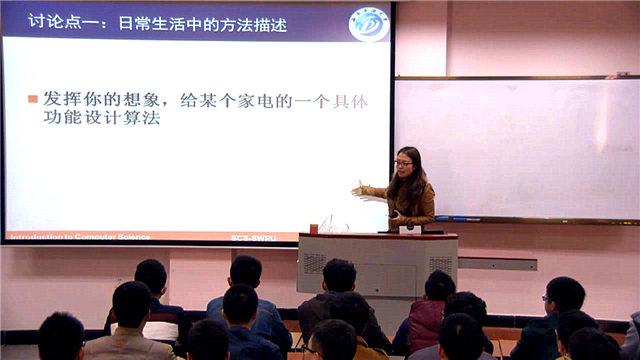 讨论点一：日常生活中的方法描述
发挥你的想象，给某个家电的一个具体
功能设计算法
Introduction to Computer Science
SCS-SWPU